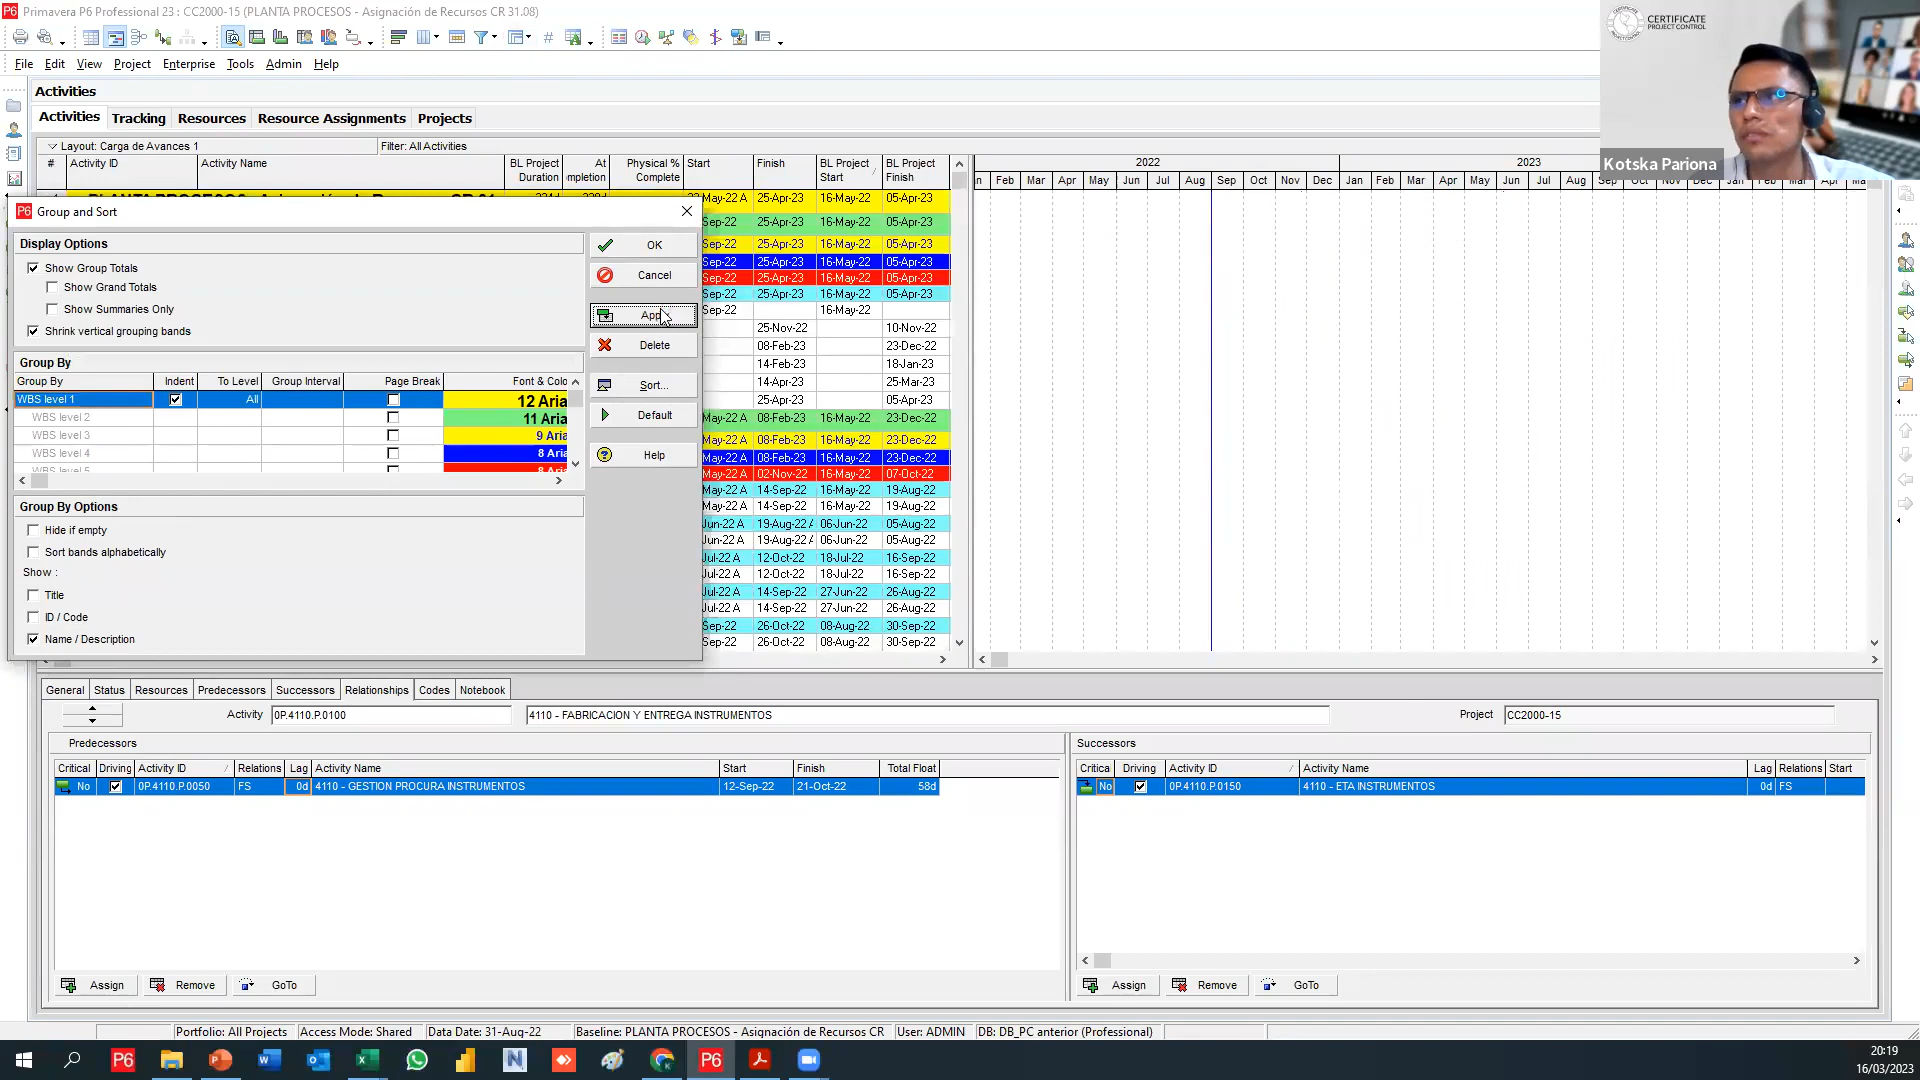 Primavera P6 Professional 23 : CC2000-15 (PLANTA PROCESOS - Asignación de Recursos CR 31.08)
CERTIFICATE
PROJECT CONTROL
Kotska Pariona
File Edit View Project Enterprise Tools Admin Help
Activities
Activities Tracking Resources Resource Assignments Projects
Layout: Carga de Avances 1 Filter: All Activities
# Activity ID Activity Name BL Project Duration At mpletion Physical % Complete Start Finish BL Project Start BL Project Finish
2022 2023
Feb Mar Apr May Jun Jul Aug Sep Oct Nov Dec Jan Feb Mar Apr May Jun Jul Aug Sep Oct Nov Dec Jan Feb Mar Apr
May-22 A 25-Apr-23 16-May-22 05-Apr-23
Sep-22 25-Apr-23 16-May-22 05-Apr-23
Sep-22 25-Apr-23 16-May-22 05-Apr-23
Sep-22 25-Apr-23 16-May-22 05-Apr-23
Sep-22 25-Apr-23 16-May-22 05-Apr-23
Sep-22 25-Apr-23 16-May-22 05-Apr-23
Sep-22 16-May-22
25-Nov-22 10-Nov-22
08-Feb-23 23-Dec-22
14-Feb-23 18-Jan-23
14-Apr-23 25-Mar-23
25-Apr-23 05-Apr-23
May-22 A 08-Feb-23 16-May-22 23-Dec-22
May-22 A 08-Feb-23 16-May-22 23-Dec-22
May-22 A 08-Feb-23 16-May-22 23-Dec-22
May-22 A 02-Nov-22 16-May-22 07-Oct-22
May-22 A 14-Sep-22 16-May-22 19-Aug-22
May-22 A 14-Sep-22 16-May-22 19-Aug-22
Jun-22 A 19-Aug-22 A 06-Jun-22 05-Aug-22
Jun-22 A 19-Aug-22 A 06-Jun-22 05-Aug-22
Jul-22 A 12-Oct-22 18-Jul-22 16-Sep-22
Jul-22 A 12-Oct-22 18-Jul-22 16-Sep-22
Jul-22 A 14-Sep-22 27-Jun-22 26-Aug-22
Jul-22 A 14-Sep-22 27-Jun-22 26-Aug-22
Sep-22 26-Oct-22 08-Aug-22 30-Sep-22
Sep-22 26-Oct-22 08-Aug-22 30-Sep-22
Group and Sort
Display Options
Show Group Totals
Show Grand Totals
Show Summaries Only
Shrink vertical grouping bands
OK
Cancel
App
Delete
Sort...
Default
Help
Group By
Group By Indent To Level Group Interval Page Break Font & Colo
WBS level 1 All 12 Aria
WBS level 2 11 Aria
WBS level 3 9 Aria
WBS level 4 8 Aria
WBS level 5 8 Aria
Group By Options
Hide if empty
Sort bands alphabetically
Show :
Title
ID / Code
Name / Description
General Status Resources Predecessors Successors Relationships Codes Notebook
Activity 0P.4110.P.0100 4110 - FABRICACION Y ENTREGA INSTRUMENTOS Project CC2000-15
Predecessors
Critical Driving Activity ID Relations Lag Activity Name Start Finish Total Float
No 0P.4110.P.0050 FS 0d 4110 - GESTION PROCURA INSTRUMENTOS 12-Sep-22 21-Oct-22 58d
Successors
Critica Driving Activity ID Activity Name Lag Relations Start
No 0P.4110.P.0150 4110 - ETA INSTRUMENTOS 0d FS
Assign Remove GoTo
Assign Remove GoTo
Portfolio: All Projects Access Mode: Shared Data Date: 31-Aug-22 Baseline: PLANTA PROCESOS - Asignación de Recursos CR User: ADMIN DB: DB_PC anterior (Professional)
20:19
16/03/2023